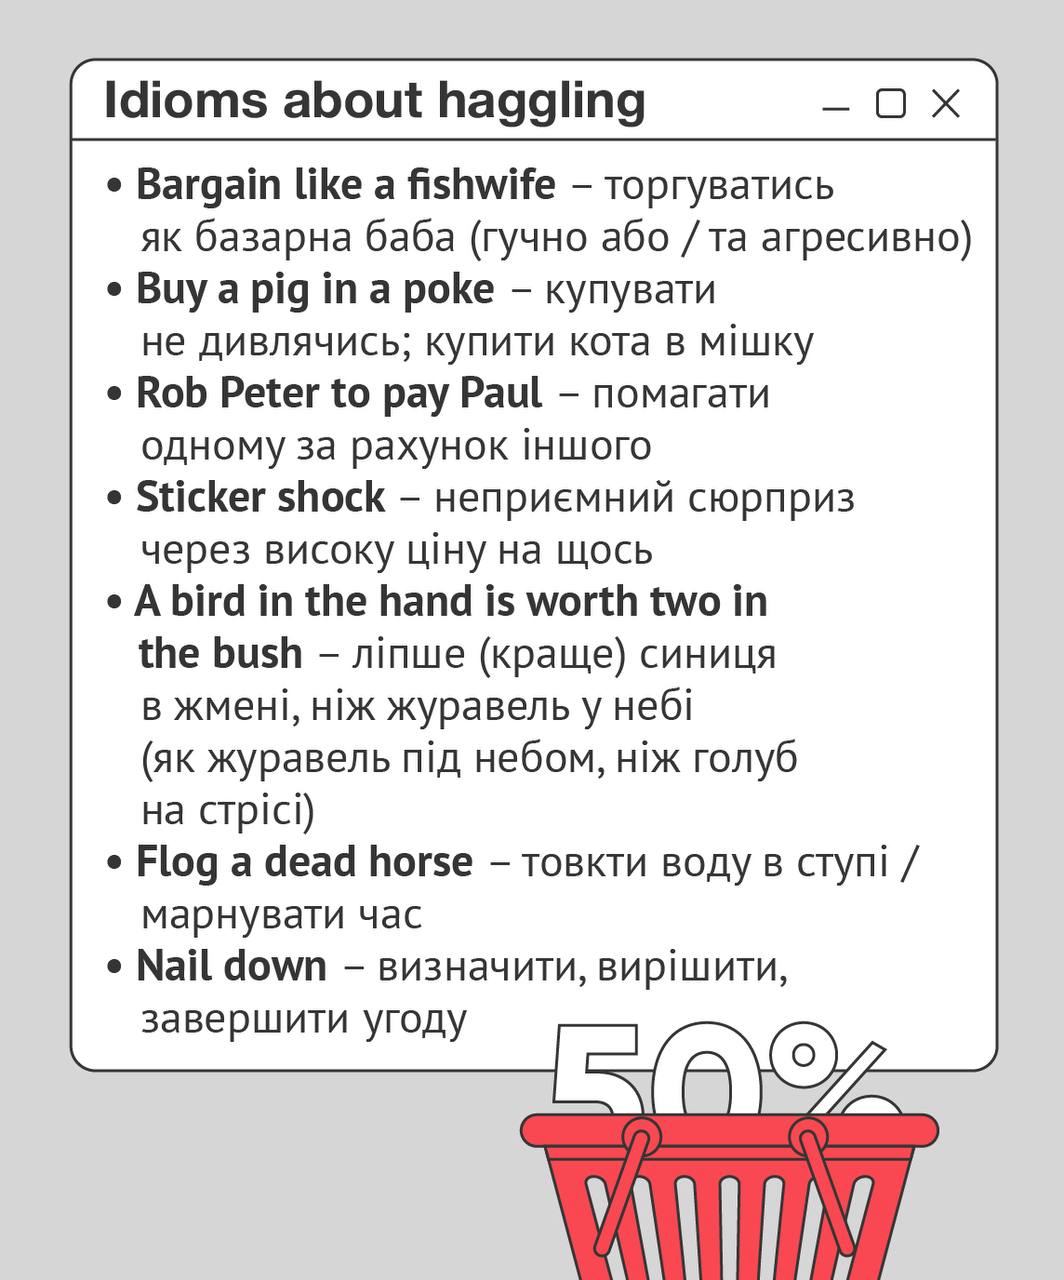 Idioms about haggling
• Bargain like a fishwife – торгуватись
як базарна баба (гучно або / та агресивно)
• Buy a pig in a poke – купувати
не дивлячись; купити кота в мішку
• Rob Peter to pay Paul – помагати
одному за рахунок іншого
• Sticker shock – неприємний сюрприз
через високу ціну на щось
• A bird in the hand is worth two in
the bush – ліпше (краще) синиця
в жмені, ніж журавель у небі
(як журавель під небом, ніж голуб
на стрісі)
• Flog a dead horse – товкти воду в ступі /
марнувати час
• Nail down – визначити, вирішити,
завершити угоду
50%